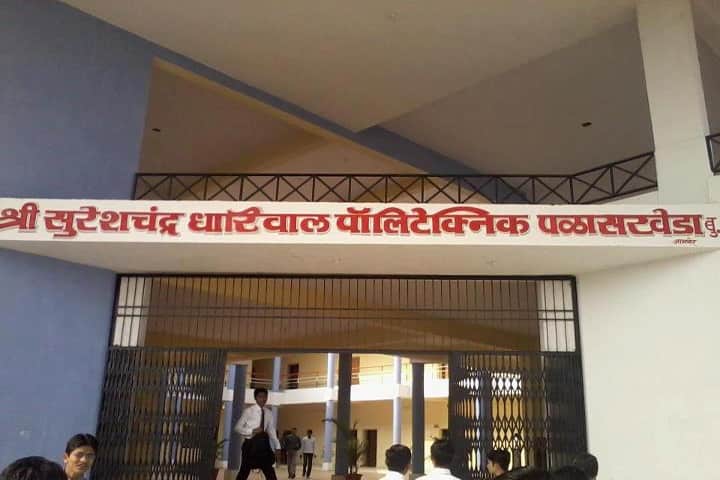 श्री सुरेशचंद्र धारिवाल पॉलिटेक्निक पळासखेडा बु.